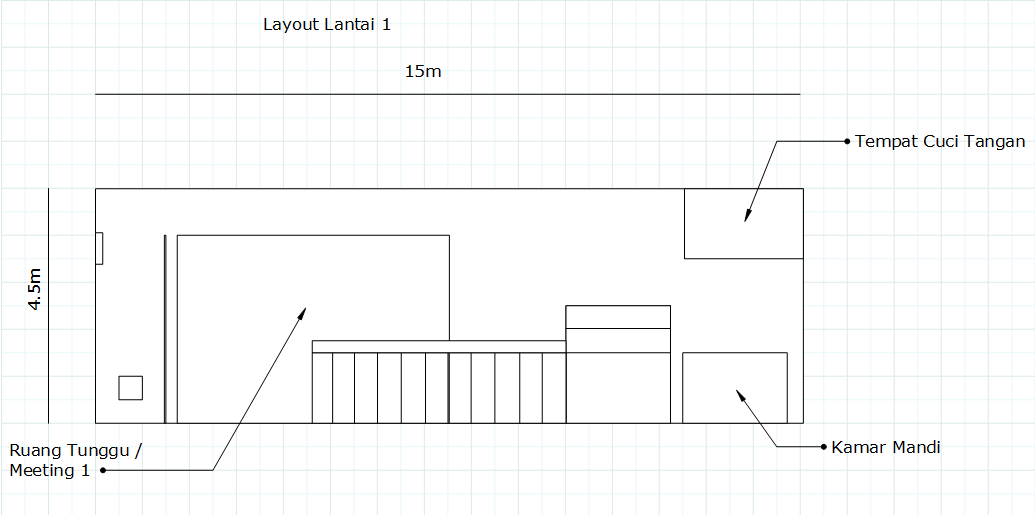 Layout Lantai 1
15m
Tempat Cuci Tangan
4.5m
Ruang Tunggu /
Meeting 1
Kamar Mandi